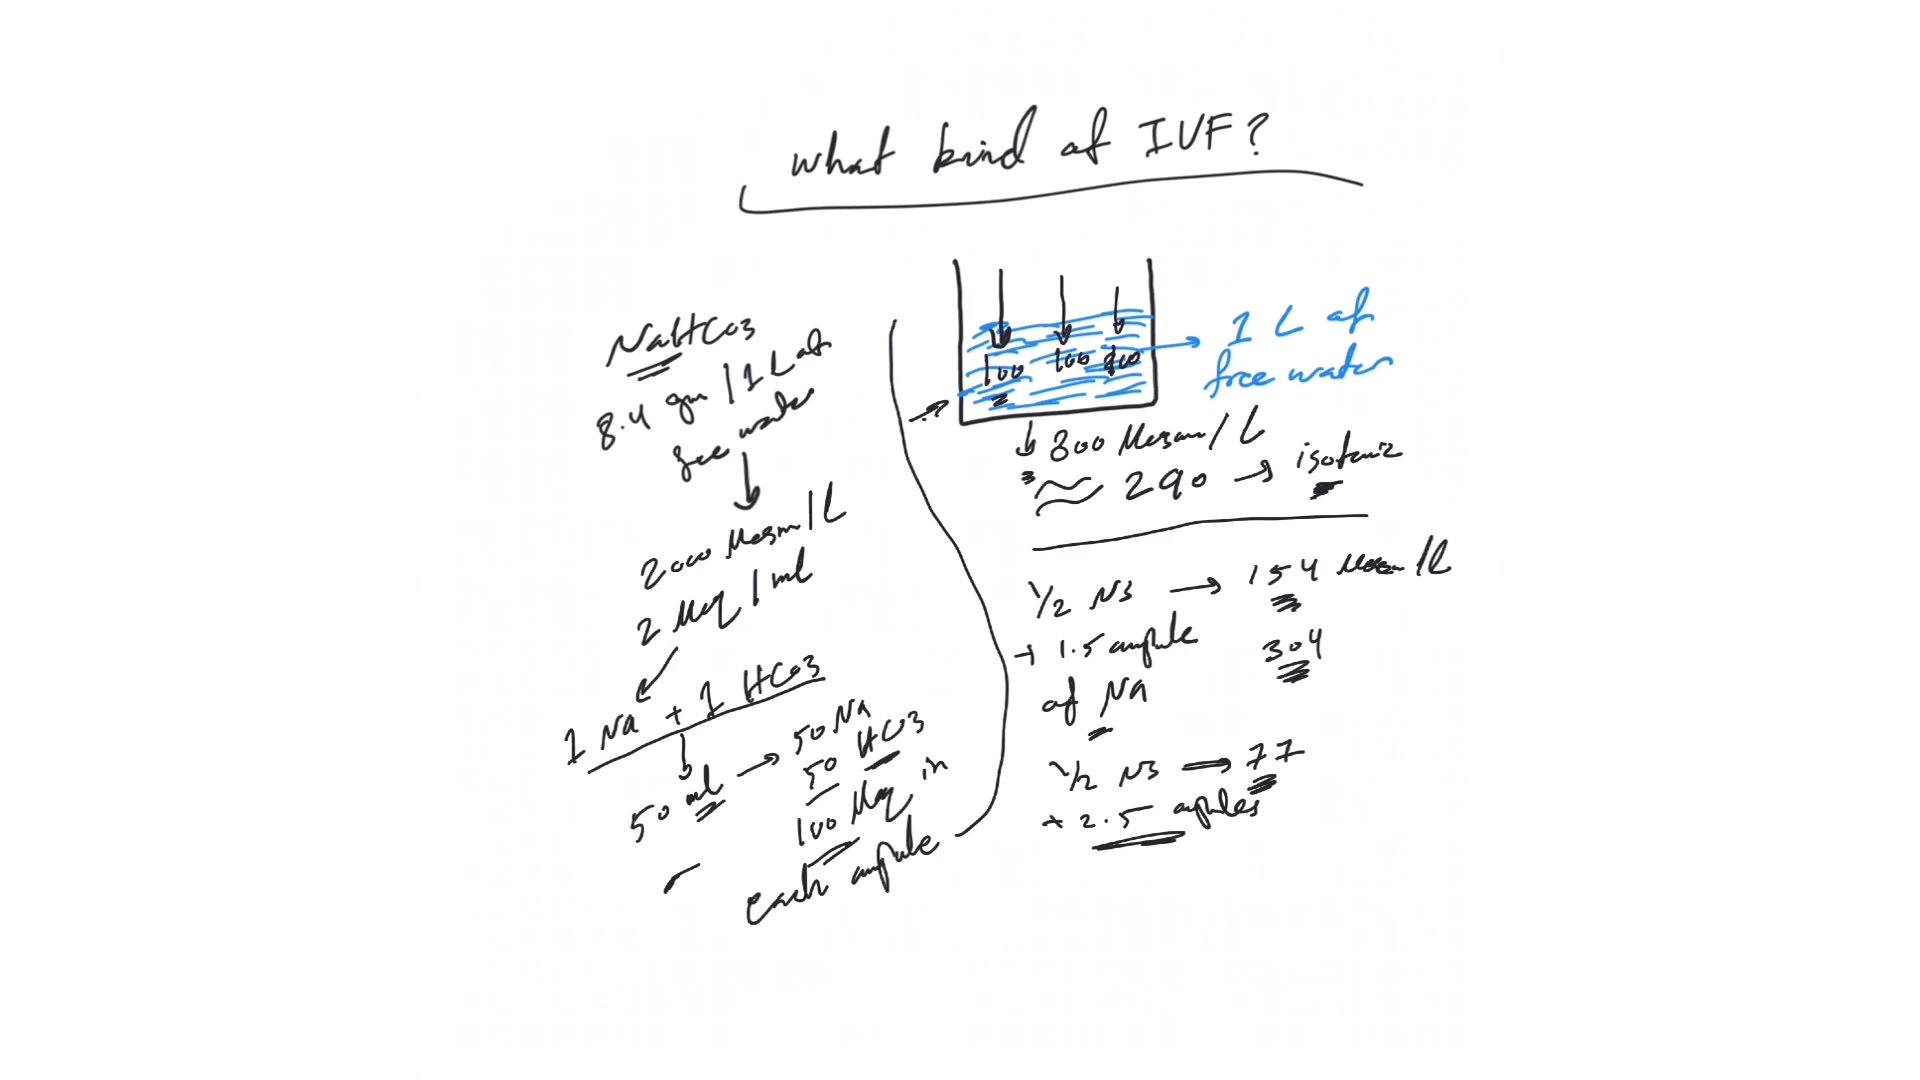 what kind of IVF?
NaHCO3
8.4 gm / 1 L of
free water
2000 Mosm/L
2 Meq / ml
1 Na + 1 HCO3
50 ml
50 Na
50 HCO3
100 Meq in
each ampule
100 100 100
1 L of
free water
300 Mosm/L
≈ 290 → isotonic
1/2 NS → 154 Mosm/L
+ 1.5 ampule 304
of Na
1/2 NS → 77
+ 2.5 ampules